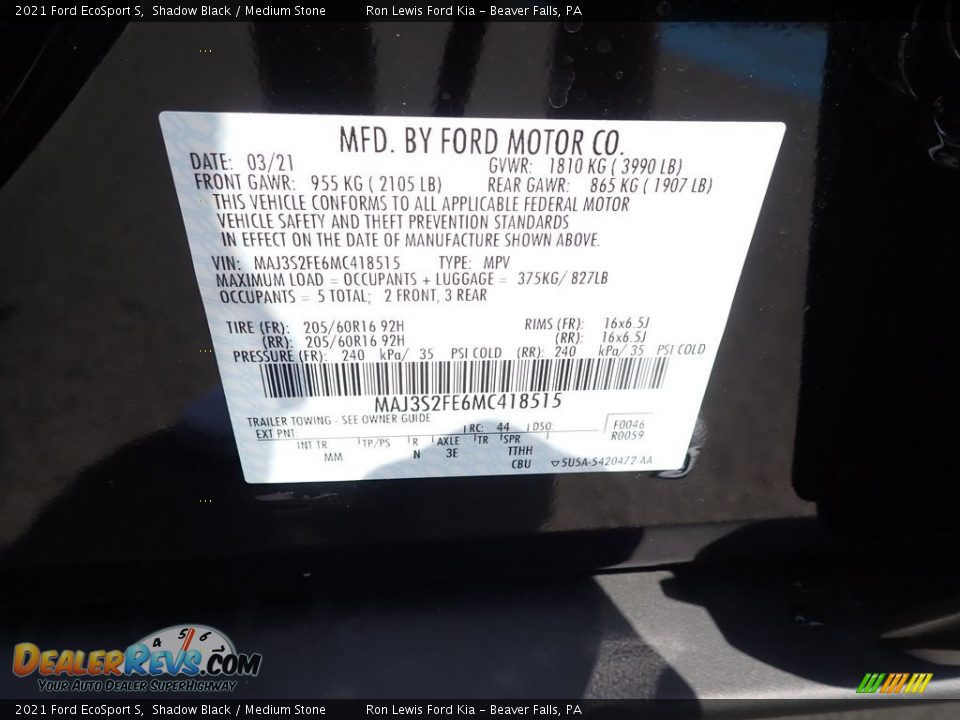 2021 Ford EcoSport S, Shadow Black / Medium Stone Ron Lewis Ford Kia - Beaver Falls, PA
MFD. BY FORD MOTOR CO.
DATE: 03/21 GVWR: 1810 KG ( 3990 LB)
FRONT GAWR: 955 KG ( 2105 LB) REAR GAWR: 865 KG ( 1907 LB)
THIS VEHICLE CONFORMS TO ALL APPLICABLE FEDERAL MOTOR
VEHICLE SAFETY AND THEFT PREVENTION STANDARDS
IN EFFECT ON THE DATE OF MANUFACTURE SHOWN ABOVE.
VIN: MAJ3S2FE6MC418515 TYPE: MPV
MAXIMUM LOAD = OCCUPANTS + LUGGAGE = 375KG/ 827LB
OCCUPANTS = 5 TOTAL; 2 FRONT, 3 REAR
TIRE (FR): 205/60R16 92H RIMS (FR): 16x6.5J
(RR): 205/60R16 92H (RR): 16x6.5J
PRESSURE (FR): 240 kPa/ 35 PSI COLD (RR): 240 kPa/ 35 PSI COLD
MAJ3S2FE6MC418515
TRAILER TOWING - SEE OWNER GUIDE
EXT PNT: RC: 44 DSO: F0046
R0059
INT TR TP/PS R AXLE TR SPR
MM N 3E TTHH
CBU 5U5A-5420472-AA
4 5 6
DealerRevs.com
Your Auto Dealer SuperHighway
2021 Ford EcoSport S, Shadow Black / Medium Stone Ron Lewis Ford Kia - Beaver Falls, PA